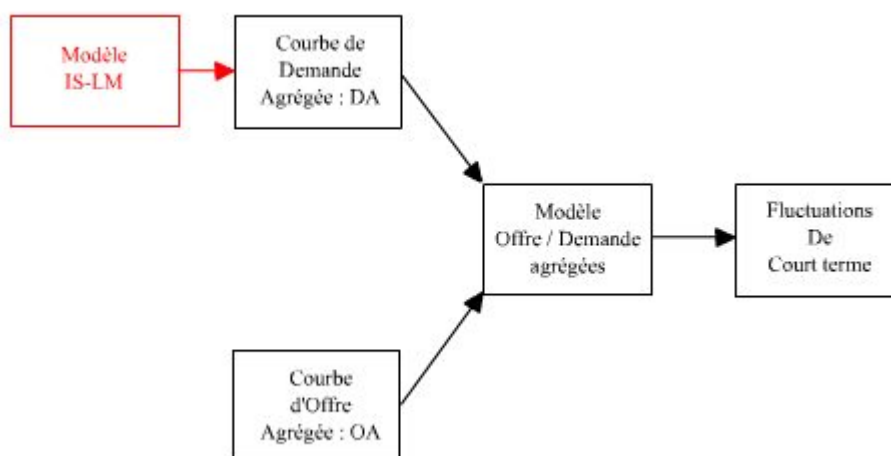 Modèle
IS-LM
Courbe de
Demande
Agrégée : DA
Modèle
Offre / Demande
agrégées
Fluctuations
De
Court terme
Courbe
d'Offre
Agrégée : OA